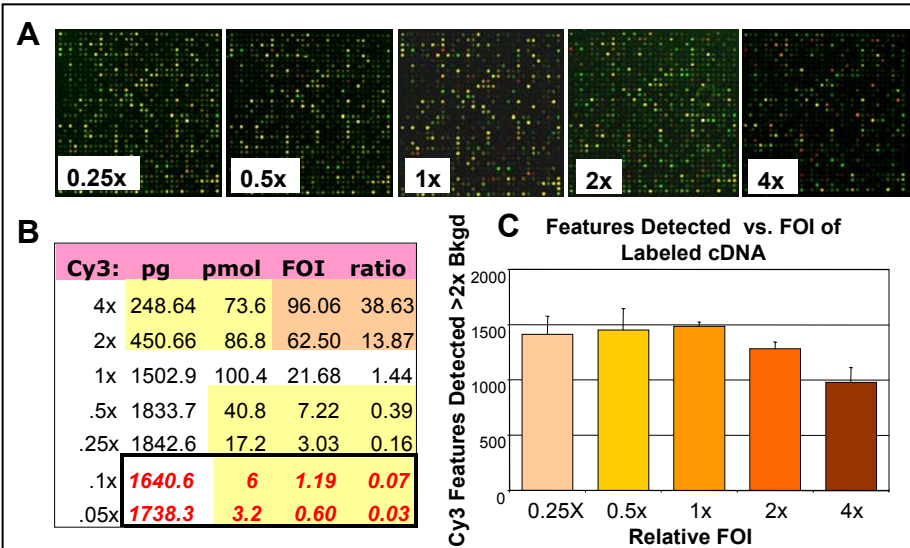 A
0.25x
0.5x
1x
2x
4x
B
Cy3: pg pmol FOI ratio
4x 248.64 73.6 96.06 38.63
2x 450.66 86.8 62.50 13.87
1x 1502.9 100.4 21.68 1.44
.5x 1833.7 40.8 7.22 0.39
.25x 1842.6 17.2 3.03 0.16
.1x 1640.6 6 1.19 0.07
.05x 1738.3 3.2 0.60 0.03
C
Features Detected vs. FOI of
Labeled cDNA
Cy3 Features Detected >2x Bkgd
2000
1500
1000
500
0
0.25X 0.5x 1x 2x 4x
Relative FOI